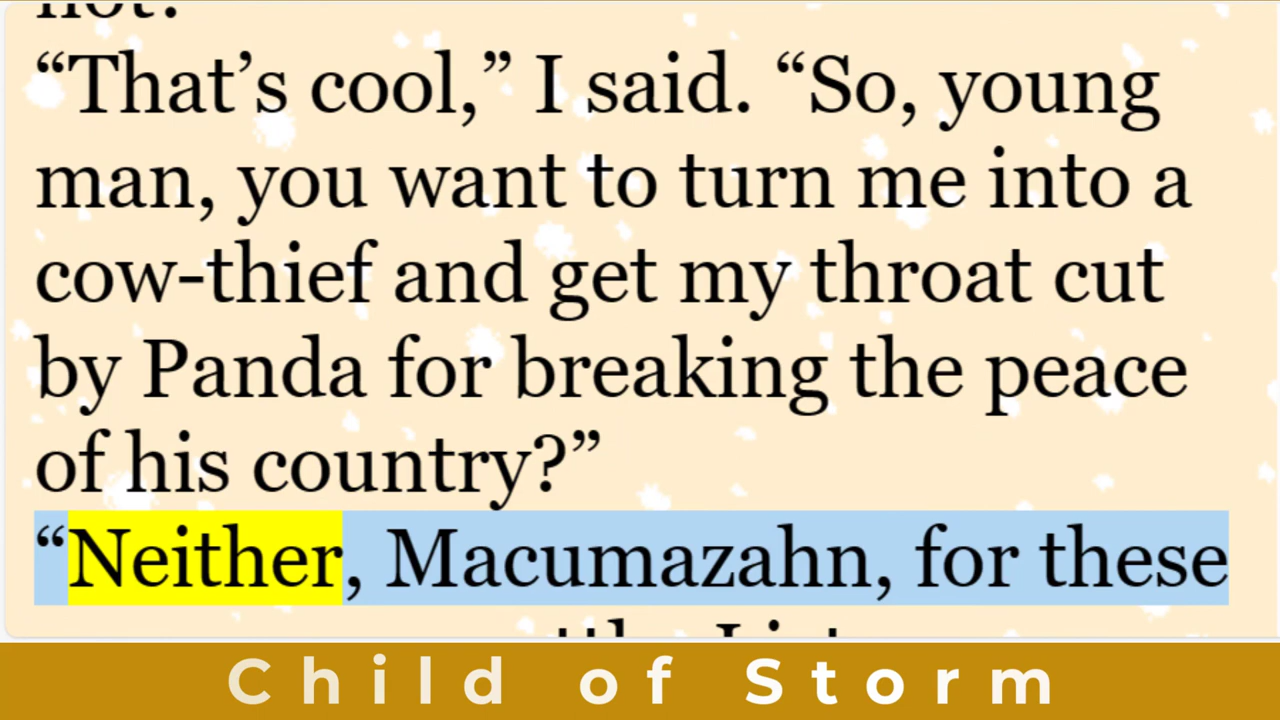 “That’s cool,” I said. “So, young
man, you want to turn me into a
cow-thief and get my throat cut
by Panda for breaking the peace
of his country?”
“Neither, Macumazahn, for these
Child of Storm